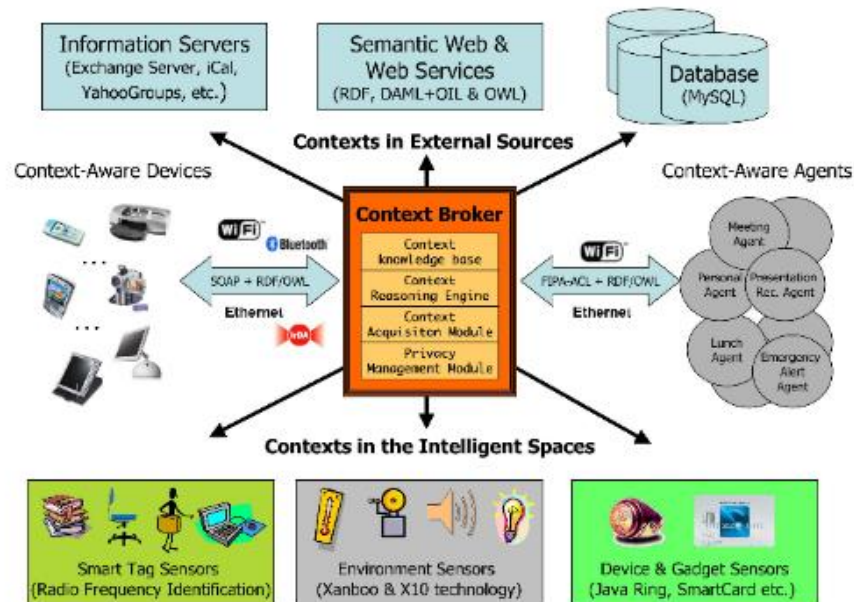 Information Servers
(Exchange Server, iCal,
YahooGroups, etc.)
Semantic Web &
Web Services
(RDF, DAML+OIL & OWL)
Database
(MySQL)
Contexts in External Sources
Context-Aware Devices
Context-Aware Agents
WiFi
Bluetooth
SOAP + RDF/OWL
Ethernet
IrDA
Context Broker
Context
knowledge base
Context
Reasoning Engine
Context
Acquisiton Module
Privacy
Management Module
WiFi
FIPA-ACL + RDF/OWL
Ethernet
Meeting
Agent
Personal
Agent
Presentation
Rec. Agent
Lunch
Agent
Emergency
Alert
Agent
Contexts in the Intelligent Spaces
Smart Tag Sensors
(Radio Frequency Identification)
Environment Sensors
(Xanboo & X10 technology)
Device & Gadget Sensors
(Java Ring, SmartCard etc.)